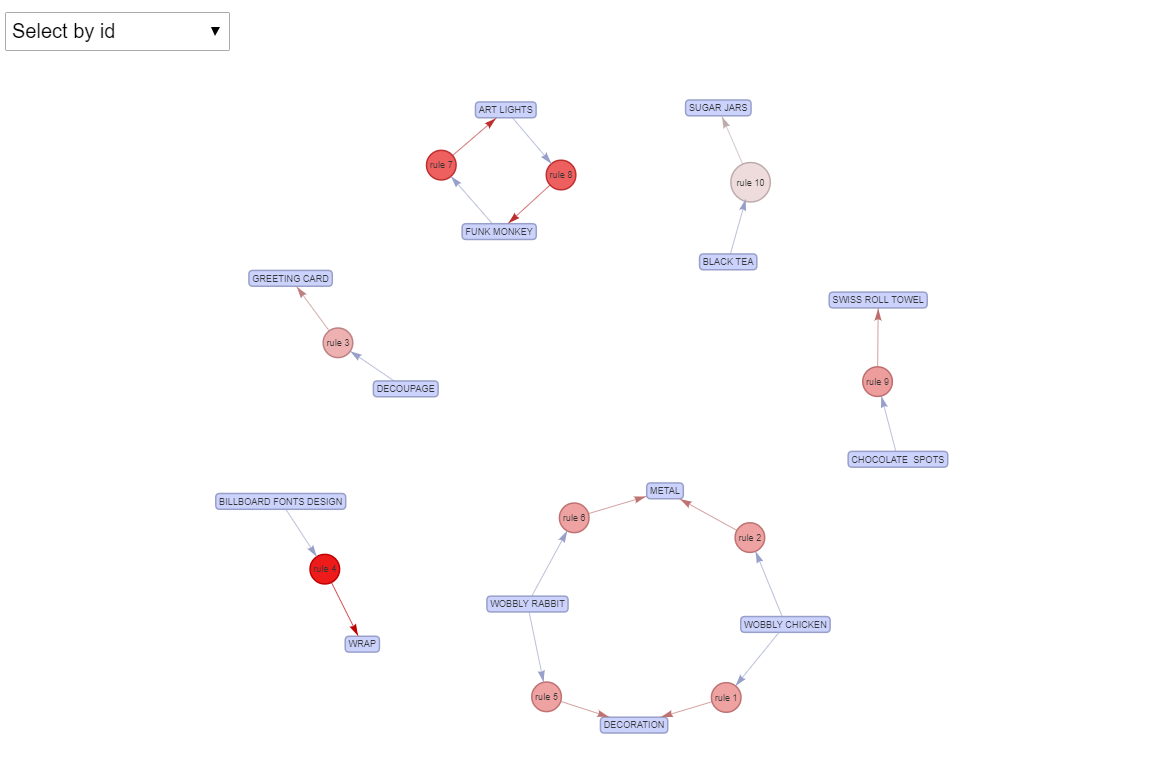 Select by id
SUGAR JARS
ART LIGHTS
rule 7
rule 8
rule 10
FUNK MONKEY
BLACK TEA
GREETING CARD
SWISS ROLL TOWEL
rule 3
rule 9
DECOUPAGE
CHOCOLATE  SPOTS
METAL
BILLBOARD FONTS DESIGN
rule 6
rule 2
rule 4
WOBBLY RABBIT
WOBBLY CHICKEN
WRAP
rule 5
rule 1
DECORATION